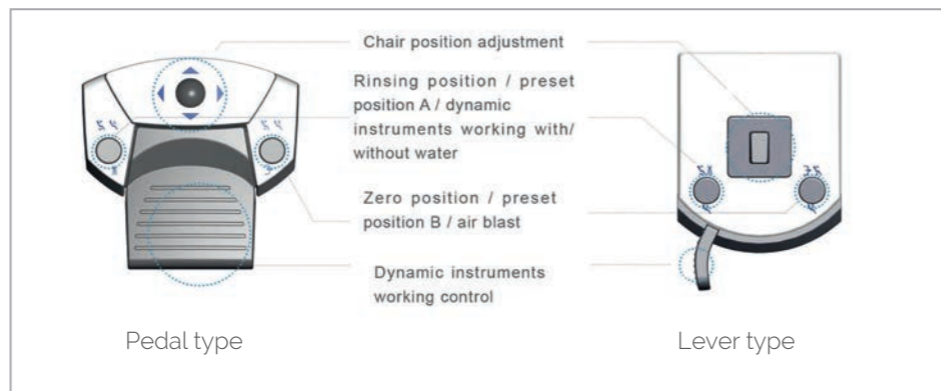 Chair position adjustment
Rinsing position / preset
position A / dynamic
instruments working with/
without water
Zero position / preset
position B / air blast
Dynamic instruments
working control
Pedal type
Lever type